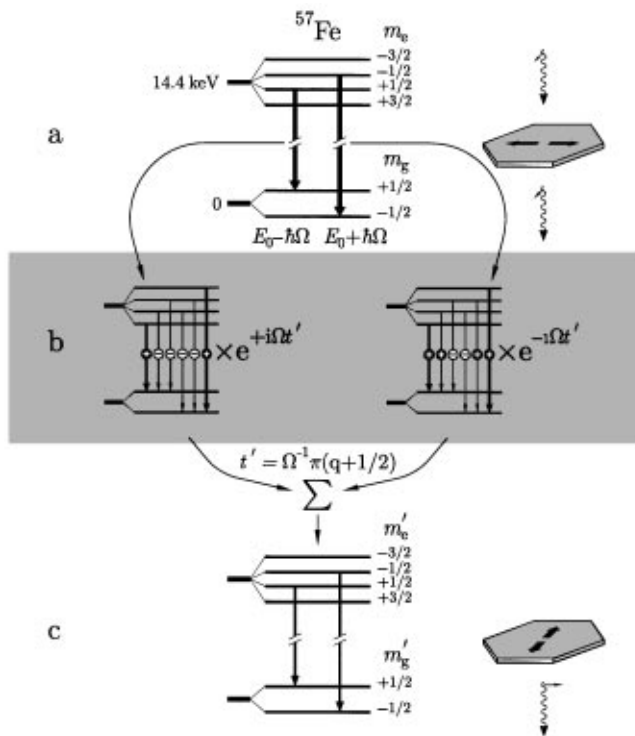 ⁵⁷Fe
mₑ
−3/2
−1/2
+1/2
+3/2
14.4 keV
a
m_g
+1/2
−1/2
0
E₀−ℏΩ E₀+ℏΩ
b
×e^{+iΩt′}
×e^{−iΩt′}
t′ = Ω⁻¹π(q+1/2)
Σ
m′ₑ
−3/2
−1/2
+1/2
+3/2
c
m′_g
+1/2
−1/2